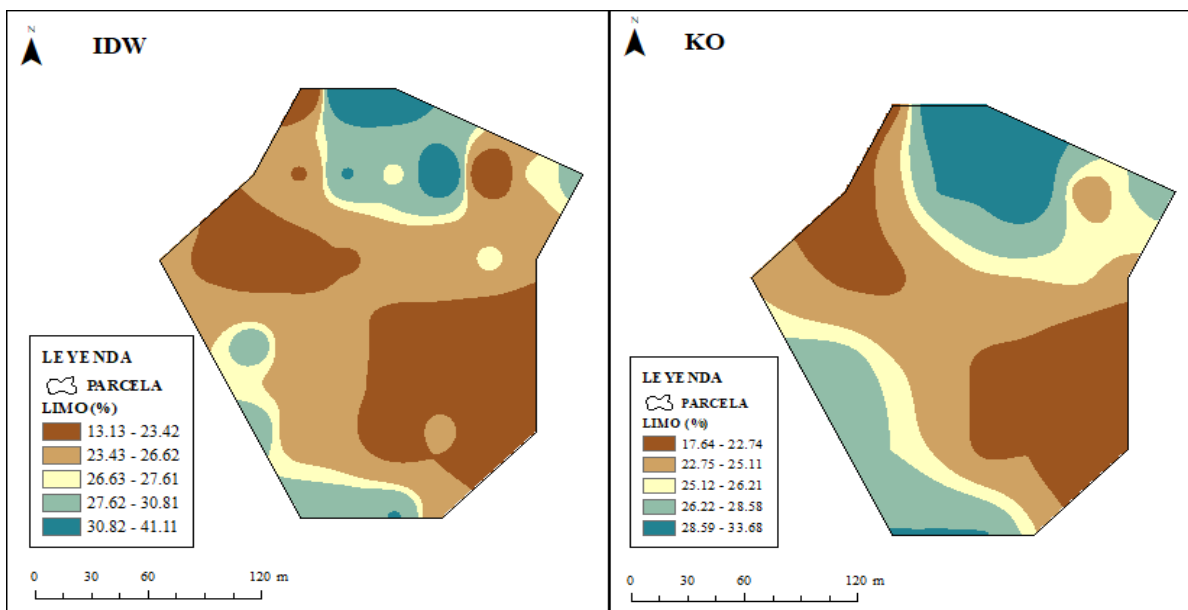 N
IDW
LEYENDA
PARCELA
LIMO (%)
13.13 - 23.42
23.43 - 26.62
26.63 - 27.61
27.62 - 30.81
30.82 - 41.11
0 30 60 120 m
N
KO
LEYENDA
PARCELA
LIMO (%)
17.64 - 22.74
22.75 - 25.11
25.12 - 26.21
26.22 - 28.58
28.59 - 33.68
0 30 60 120 m